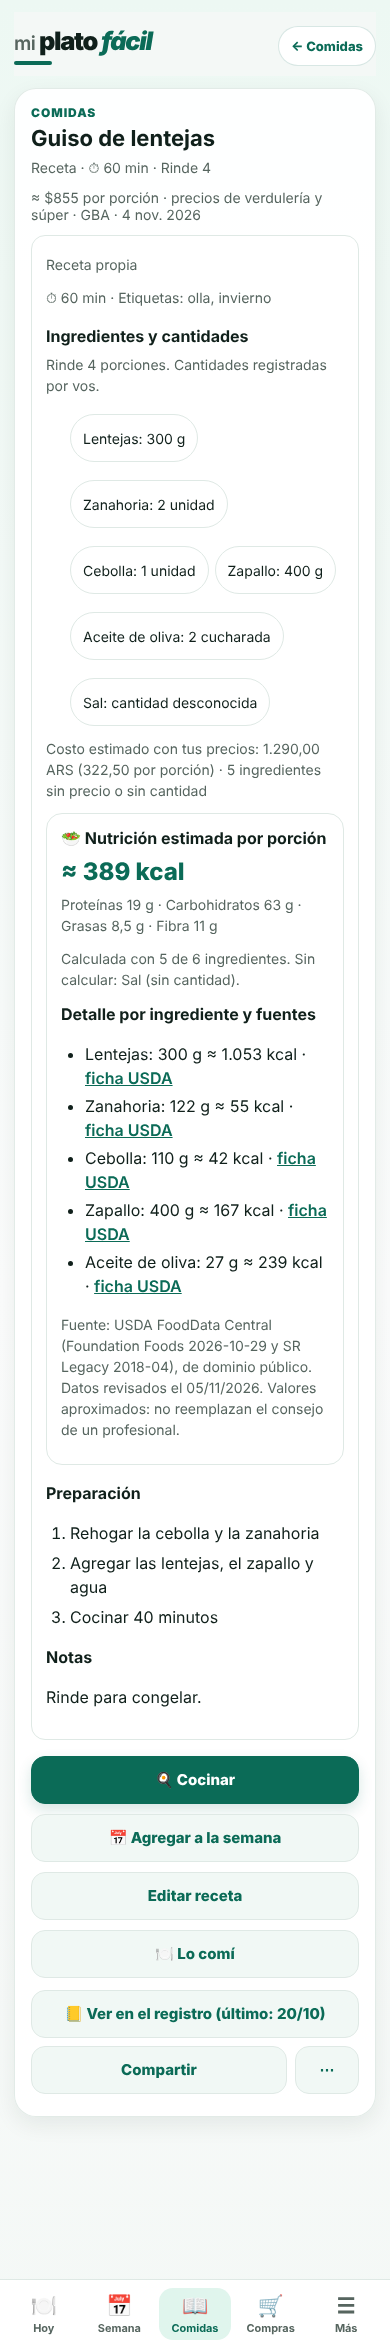 mi plato fácil
← Comidas
COMIDAS
Guiso de lentejas
Receta · ⏱ 60 min · Rinde 4
≈ $855 por porción · precios de verdulería y
súper · GBA · 4 nov. 2026
Receta propia
⏱ 60 min · Etiquetas: olla, invierno
Ingredientes y cantidades
Rinde 4 porciones. Cantidades registradas
por vos.
Lentejas: 300 g
Zanahoria: 2 unidad
Cebolla: 1 unidad
Zapallo: 400 g
Aceite de oliva: 2 cucharada
Sal: cantidad desconocida
Costo estimado con tus precios: 1.290,00
ARS (322,50 por porción) · 5 ingredientes
sin precio o sin cantidad
🥗 Nutrición estimada por porción
≈ 389 kcal
Proteínas 19 g · Carbohidratos 63 g ·
Grasas 8,5 g · Fibra 11 g
Calculada con 5 de 6 ingredientes. Sin
calcular: Sal (sin cantidad).
Detalle por ingrediente y fuentes
• Lentejas: 300 g ≈ 1.053 kcal ·
ficha USDA
• Zanahoria: 122 g ≈ 55 kcal ·
ficha USDA
• Cebolla: 110 g ≈ 42 kcal · ficha
USDA
• Zapallo: 400 g ≈ 167 kcal · ficha
USDA
• Aceite de oliva: 27 g ≈ 239 kcal
· ficha USDA
Fuente: USDA FoodData Central
(Foundation Foods 2026-10-29 y SR
Legacy 2018-04), de dominio público.
Datos revisados el 05/11/2026. Valores
aproximados: no reemplazan el consejo
de un profesional.
Preparación
1. Rehogar la cebolla y la zanahoria
2. Agregar las lentejas, el zapallo y
agua
3. Cocinar 40 minutos
Notas
Rinde para congelar.
🍳 Cocinar
📅 Agregar a la semana
Editar receta
🍽️ Lo comí
📒 Ver en el registro (último: 20/10)
Compartir
⋯
Hoy
Semana
Comidas
Compras
Más